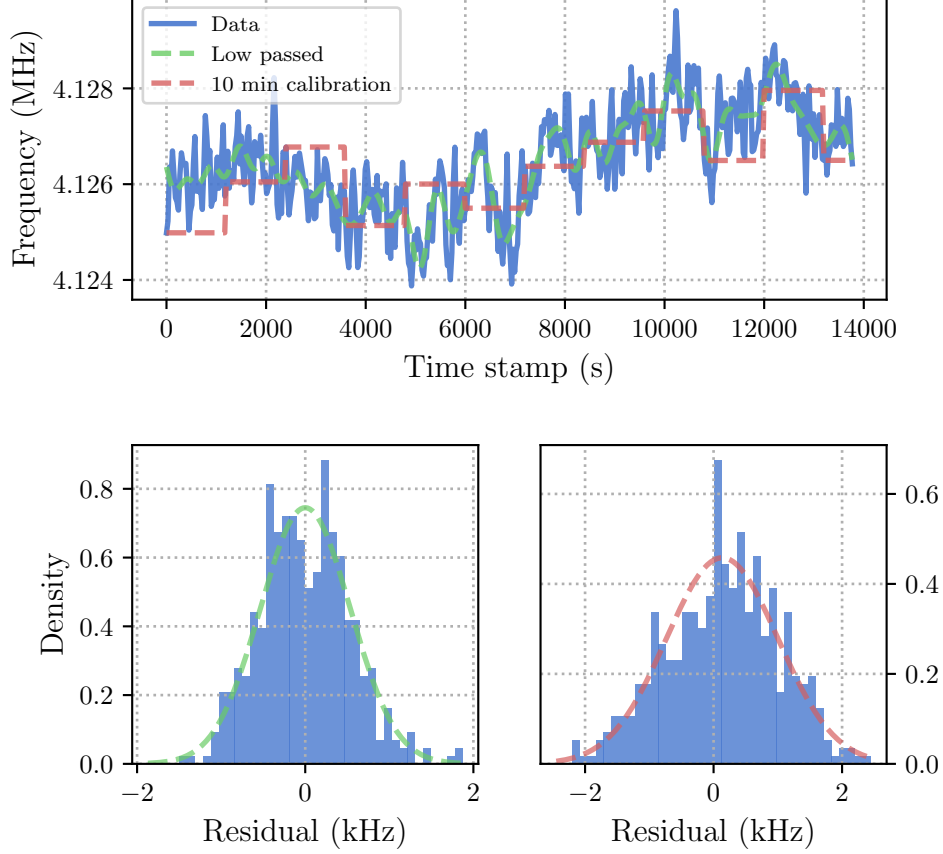 Data
Low passed
10 min calibration
Frequency (MHz)
4.128
4.126
4.124
0 2000 4000 6000 8000 10000 12000 14000
Time stamp (s)
Density
0.8
0.6
0.4
0.2
0.0
−2 0 2
Residual (kHz)
0.6
0.4
0.2
0.0
−2 0 2
Residual (kHz)